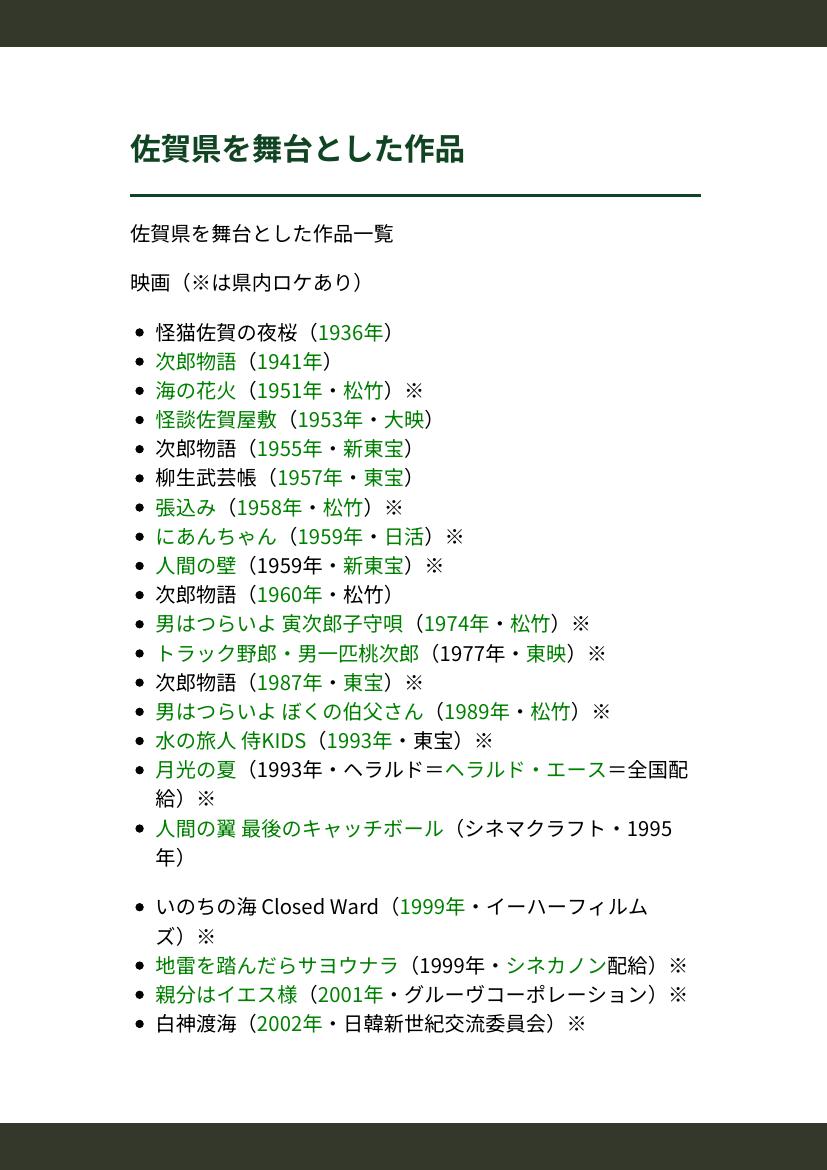 佐賀県を舞台とした作品
佐賀県を舞台とした作品一覧
映画（※は県内ロケあり）
怪猫佐賀の夜桜（1936年）
次郎物語（1941年）
海の花火（1951年・松竹）※
怪談佐賀屋敷（1953年・大映）
次郎物語（1955年・新東宝）
柳生武芸帳（1957年・東宝）
張込み（1958年・松竹）※
にあんちゃん（1959年・日活）※
人間の壁（1959年・新東宝）※
次郎物語（1960年・松竹）
男はつらいよ 寅次郎子守唄（1974年・松竹）※
トラック野郎・男一匹桃次郎（1977年・東映）※
次郎物語（1987年・東宝）※
男はつらいよ ぼくの伯父さん（1989年・松竹）※
水の旅人 侍KIDS（1993年・東宝）※
月光の夏（1993年・ヘラルド＝ヘラルド・エース＝全国配
給）※
人間の翼 最後のキャッチボール（シネマクラフト・1995
年）
いのちの海 Closed Ward（1999年・イーハーフィルム
ズ）※
地雷を踏んだらサヨウナラ（1999年・シネカノン配給）※
親分はイエス様（2001年・グルーヴコーポレーション）※
白神渡海（2002年・日韓新世紀交流委員会）※